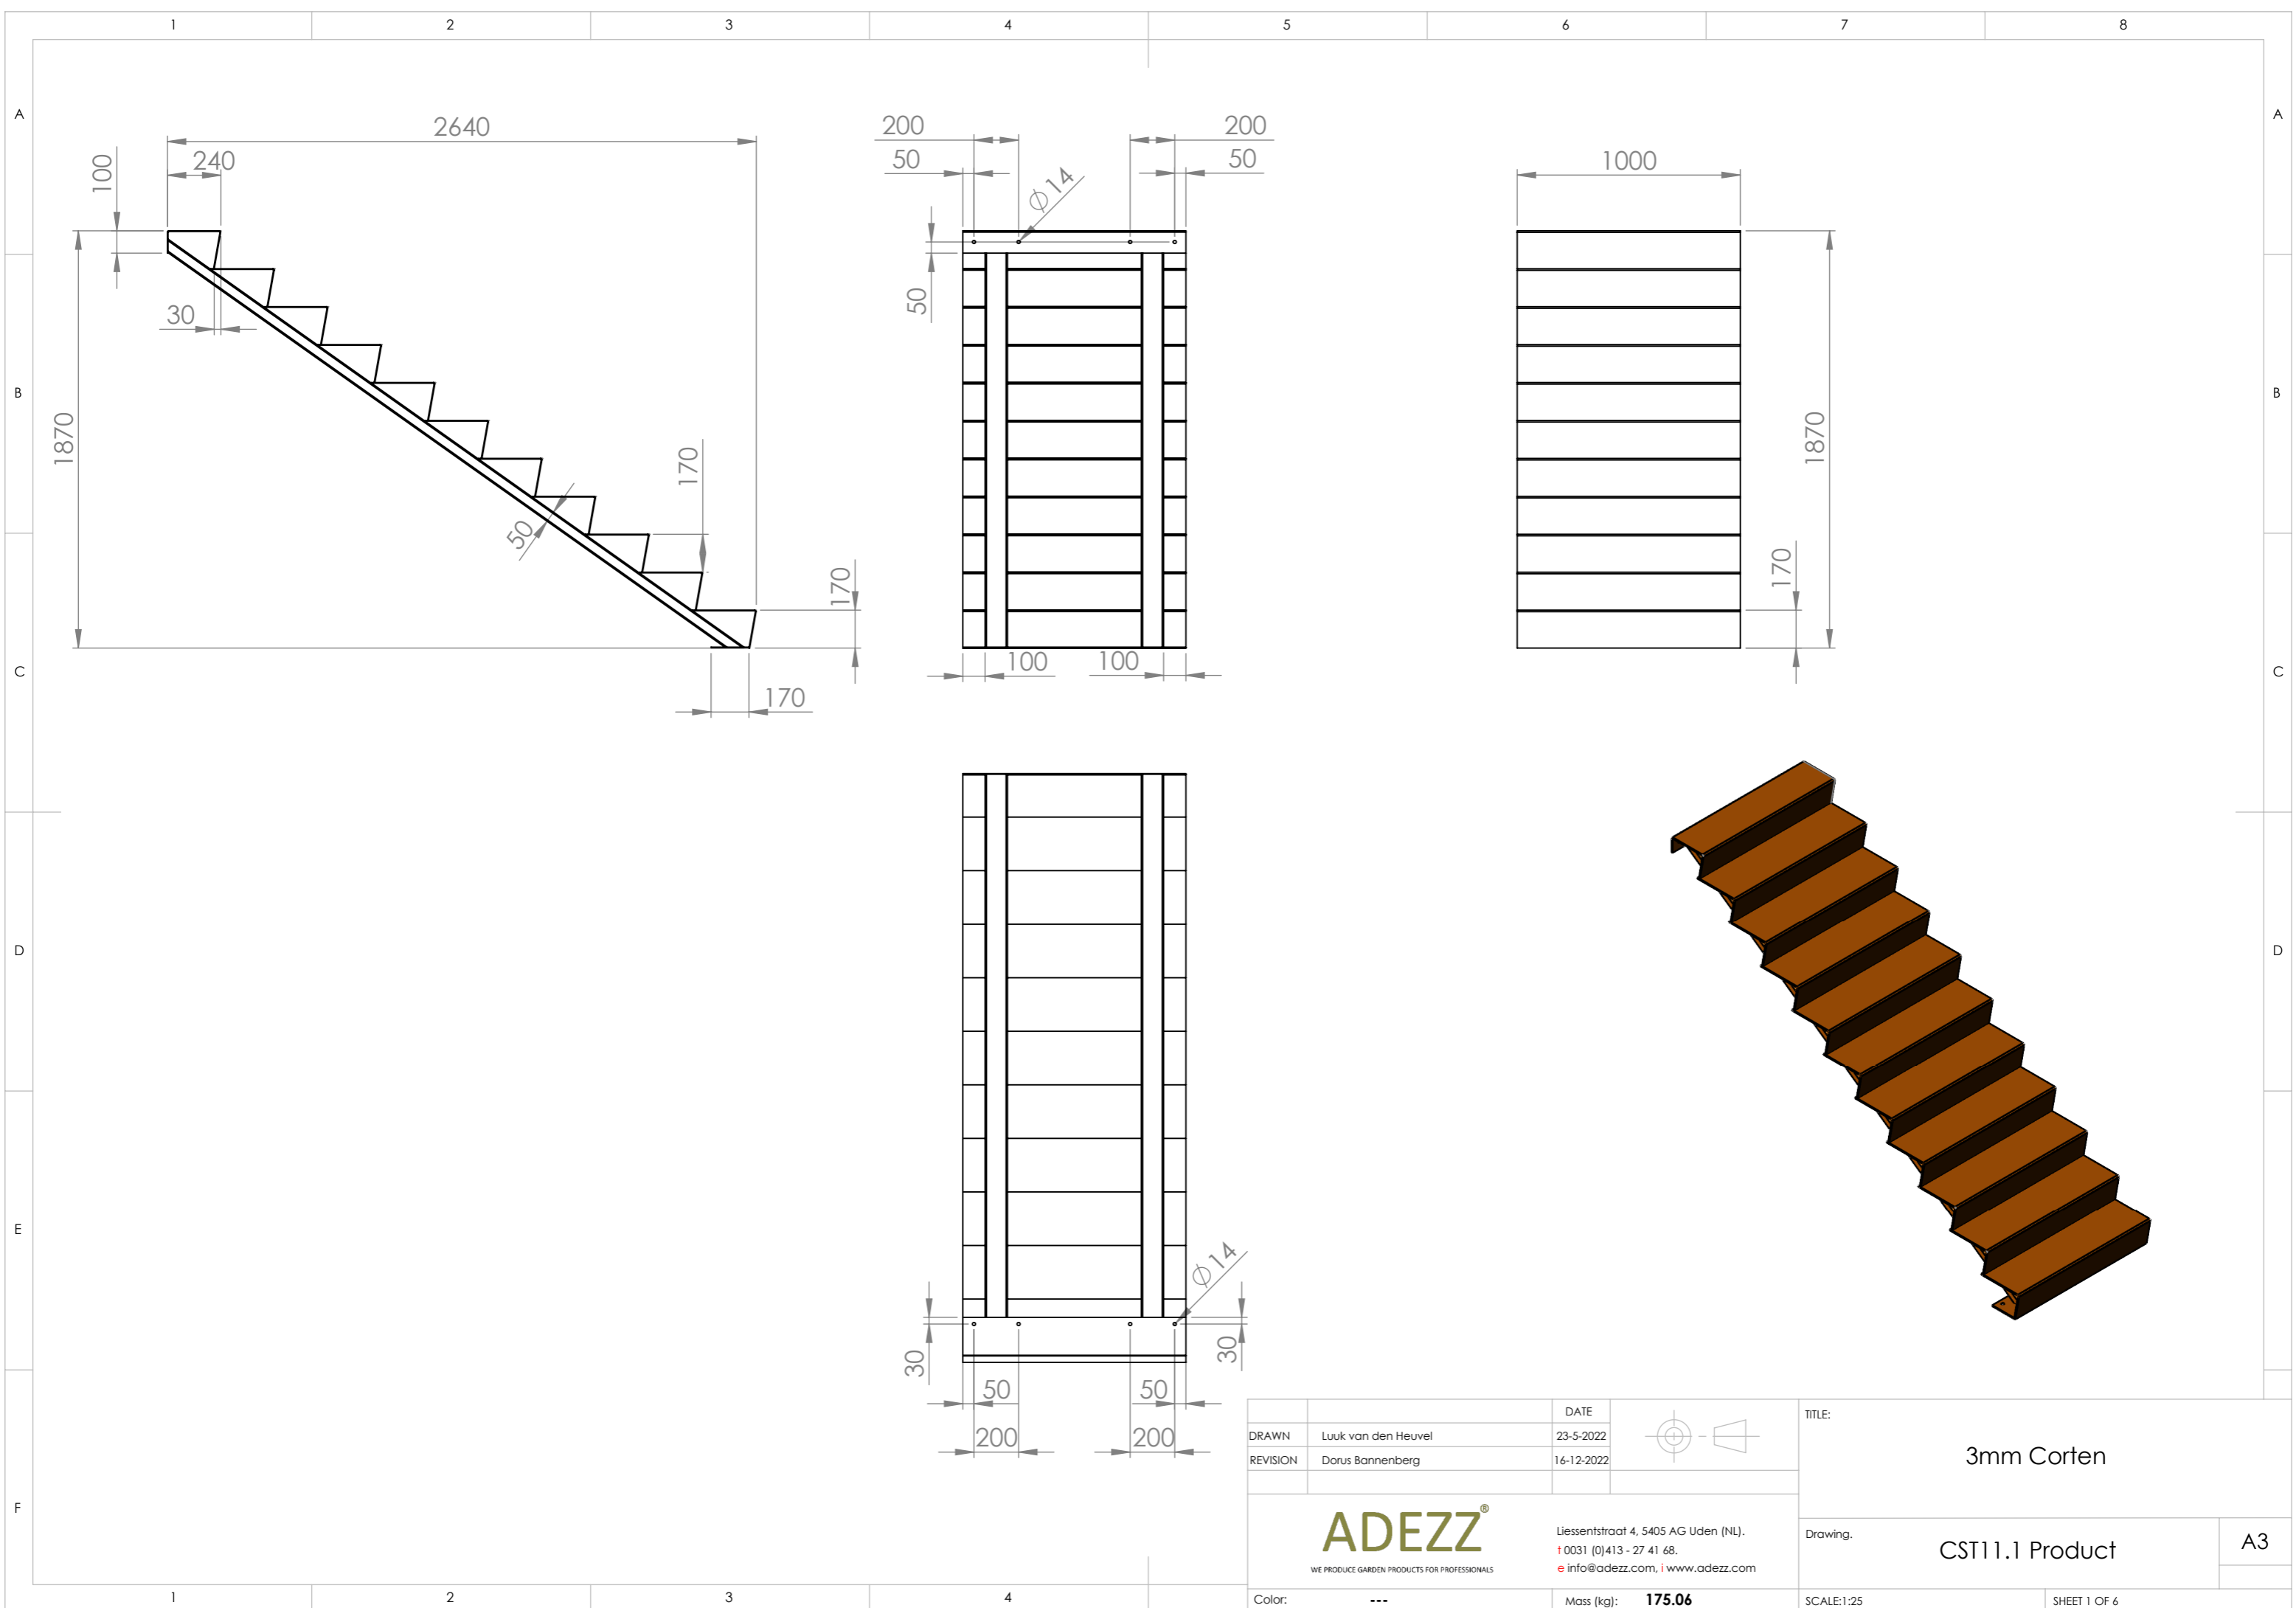 1 2 3 4 5 6 7 8
A A
2640
240
100
1870
30
50
170
170
170
200 200
50 50
Ø14
50
100 100
1000
1870
170
B B
C C
D D
Ø14
30 30
50 50
200 200
E E
F
DATE
DRAWN Luuk van den Heuvel 23-5-2022
REVISION Dorus Bannenberg 16-12-2022
TITLE:
3mm Corten
ADEZZ®
WE PRODUCE GARDEN PRODUCTS FOR PROFESSIONALS
Liessentstraat 4, 5405 AG Uden (NL).
t 0031 (0)413 - 27 41 68.
e info@adezz.com, i www.adezz.com
Drawing.
CST11.1 Product
A3
Color: ---
Mass (kg): 175.06
SCALE:1:25
SHEET 1 OF 6
1 2 3 4